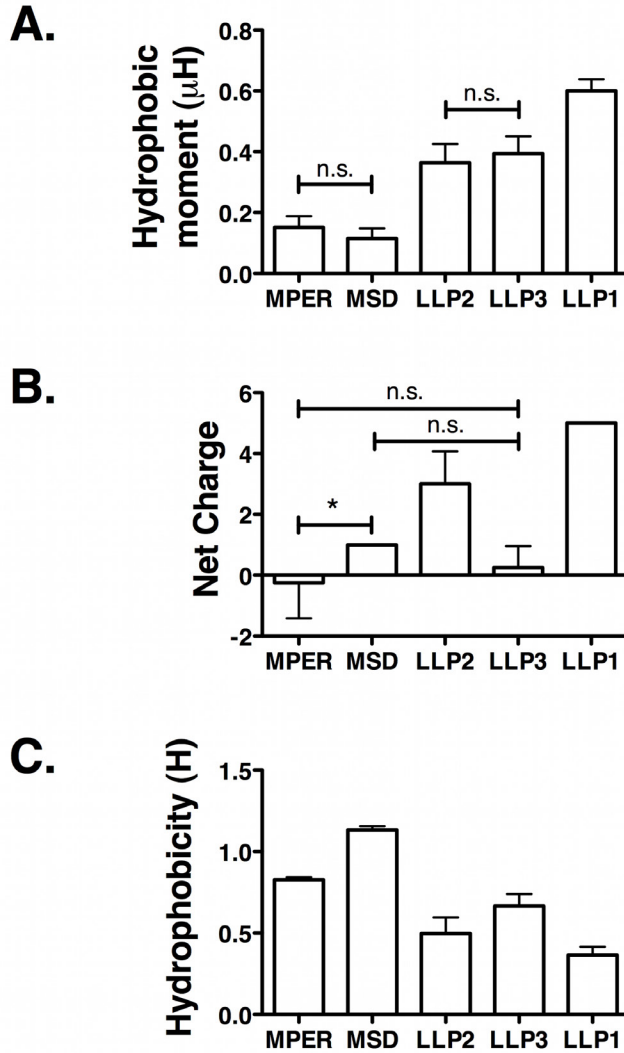 A.
Hydrophobic
moment (µH)
0.8
0.6
0.4
0.2
0.0
n.s.
n.s.
MPER MSD LLP2 LLP3 LLP1
B.
Net Charge
6
4
2
0
-2
n.s.
n.s.
*
MPER MSD LLP2 LLP3 LLP1
C.
Hydrophobicity (H)
1.5
1.0
0.5
0.0
MPER MSD LLP2 LLP3 LLP1